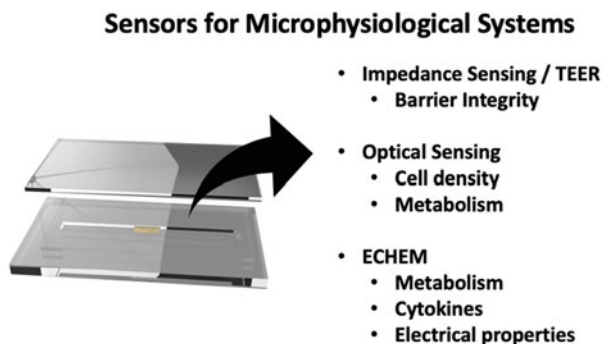 Sensors for Microphysiological Systems
• Impedance Sensing / TEER
• Barrier Integrity
• Optical Sensing
• Cell density
• Metabolism
• ECHEM
• Metabolism
• Cytokines
• Electrical properties